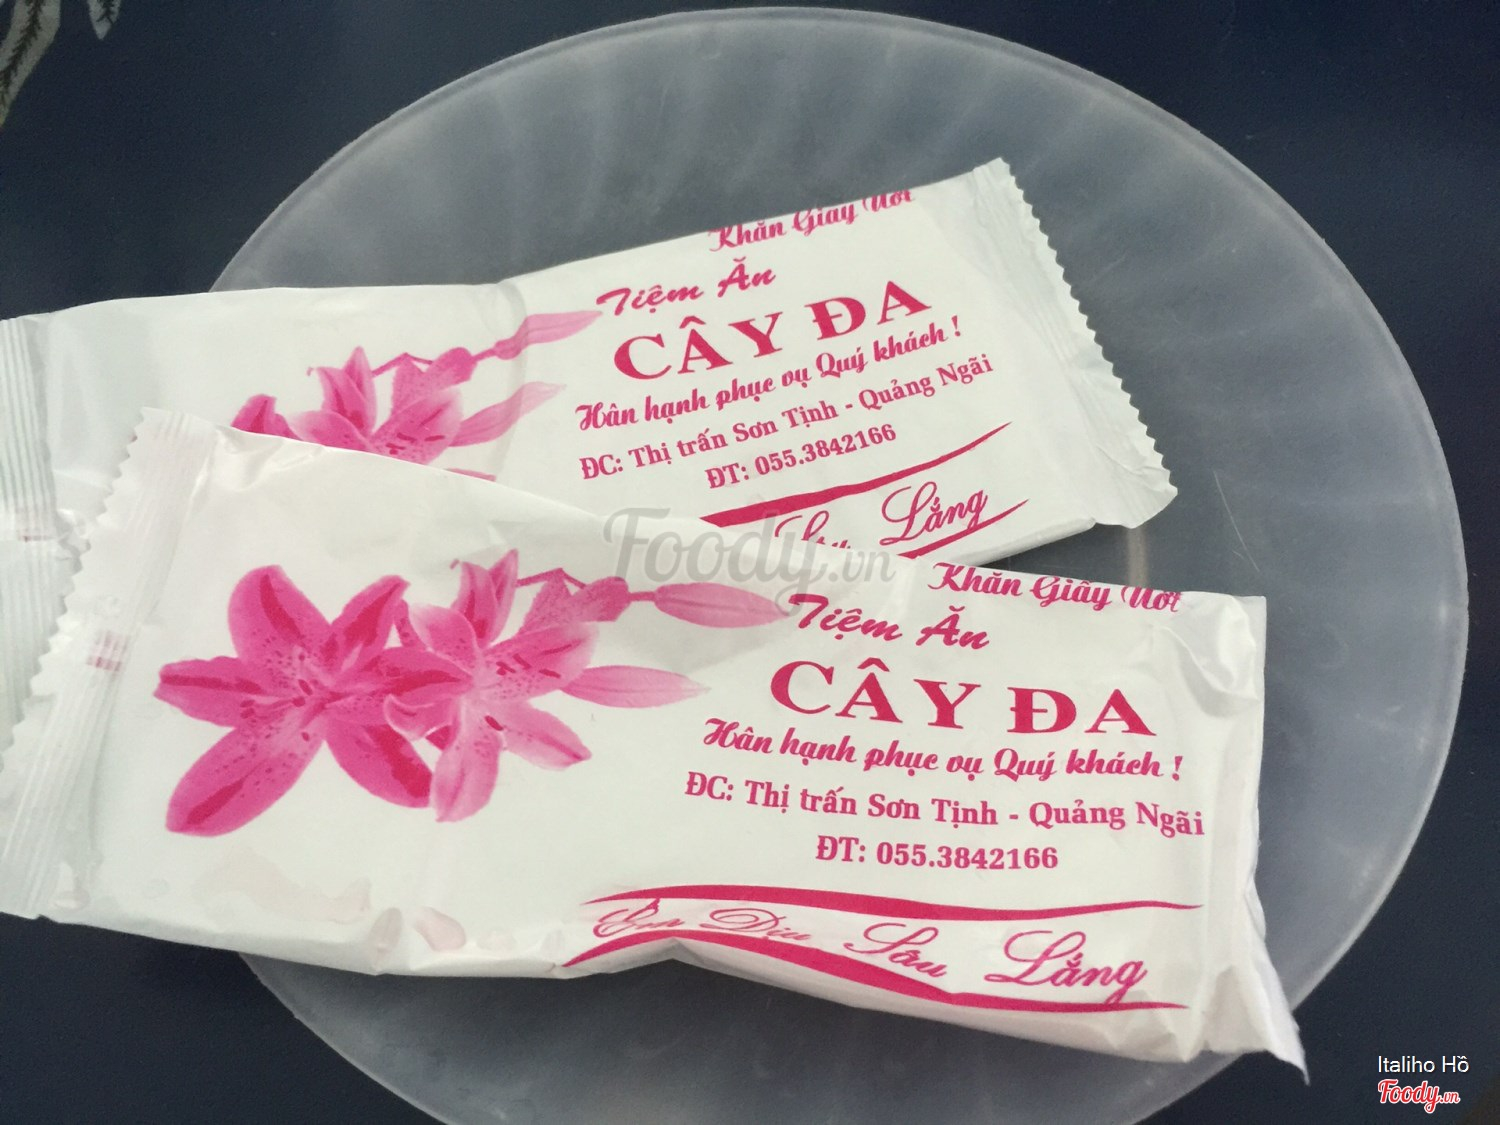 Khăn Giấy Ướt
Tiệm Ăn
CÂY ĐA
Hân hạnh phục vụ Quý khách !
ĐC: Thị trấn Sơn Tịnh - Quảng Ngãi
ĐT: 055.3842166
Lắng
Foody.vn
Khăn Giấy Ướt
Tiệm Ăn
CÂY ĐA
Hân hạnh phục vụ Quý khách !
ĐC: Thị trấn Sơn Tịnh - Quảng Ngãi
ĐT: 055.3842166
Êm Dịu Sâu Lắng
Italiho Hồ
Foody.vn